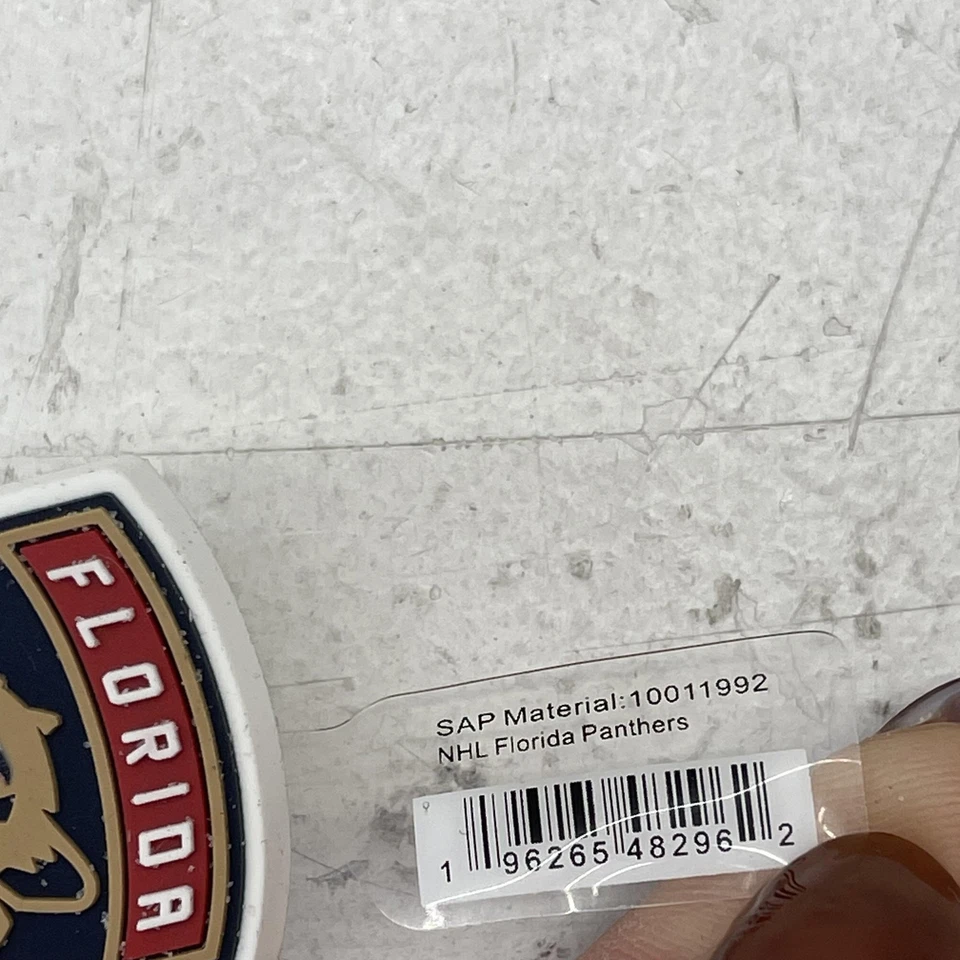 FLORIDA
SAP Material:10011992
NHL Florida Panthers
1 96265 48296 2